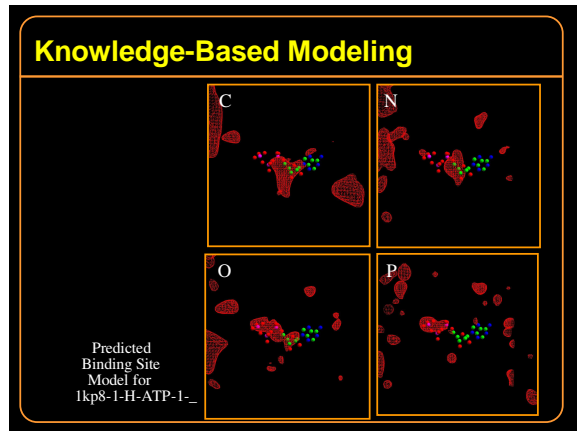 Knowledge-Based Modeling
C
N
O
P
Predicted
Binding Site
Model for
1kp8-1-H-ATP-1-_